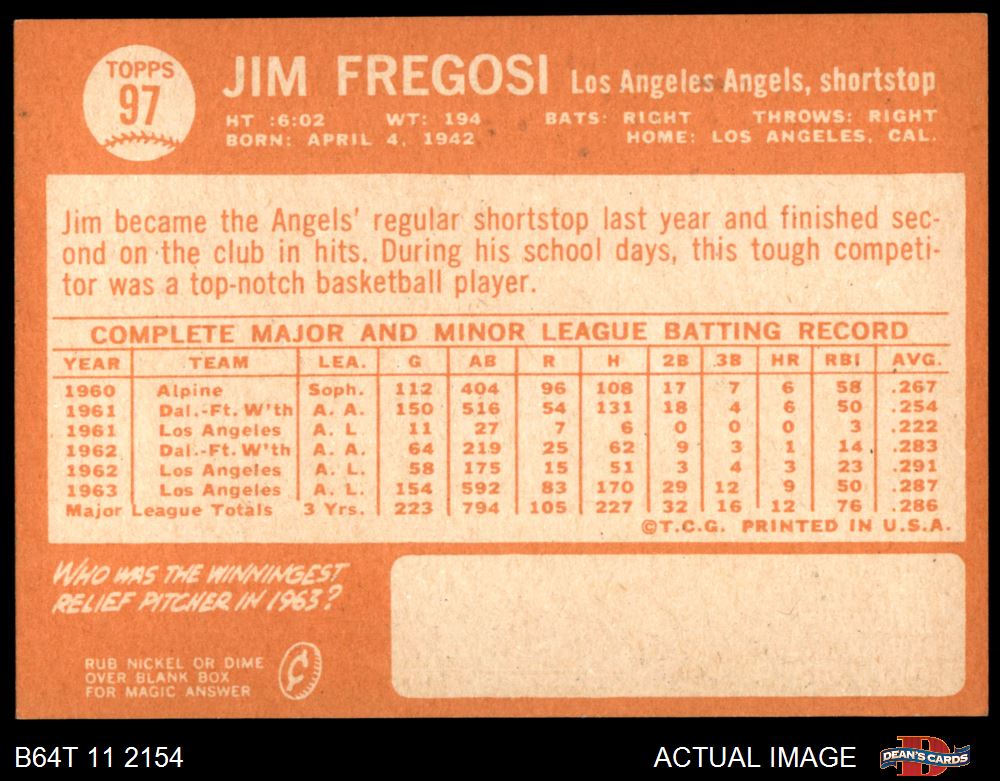 TOPPS
97
JIM FREGOSI Los Angeles Angels, shortstop
HT :6:02 WT: 194 BATS: RIGHT THROWS: RIGHT
BORN: APRIL 4, 1942 HOME: LOS ANGELES, CAL.
Jim became the Angels' regular shortstop last year and finished sec-
ond on the club in hits. During his school days, this tough competi-
tor was a top-notch basketball player.
COMPLETE MAJOR AND MINOR LEAGUE BATTING RECORD
YEAR TEAM LEA. G AB R H 2B 3B HR RBI AVG.
1960 Alpine Soph. 112 404 96 108 17 7 6 58 .267
1961 Dal.-Ft. W'th A. A. 150 516 54 131 18 4 6 50 .254
1961 Los Angeles A. L 11 27 7 6 0 0 0 3 .222
1962 Dal.-Ft. W'th A. A. 64 219 25 62 9 3 1 14 .283
1962 Los Angeles A. L. 58 175 15 51 3 4 3 23 .291
1963 Los Angeles A. L. 154 592 83 170 29 12 9 50 .287
Major League Totals 3 Yrs. 223 794 105 227 32 16 12 76 .286
©T.C.G. PRINTED IN U.S.A.
WHO WAS THE WINNINGEST
RELIEF PITCHER IN 1963?
RUB NICKEL OR DIME
OVER BLANK BOX
FOR MAGIC ANSWER
B64T 11 2154 ACTUAL IMAGE DEAN'S CARDS